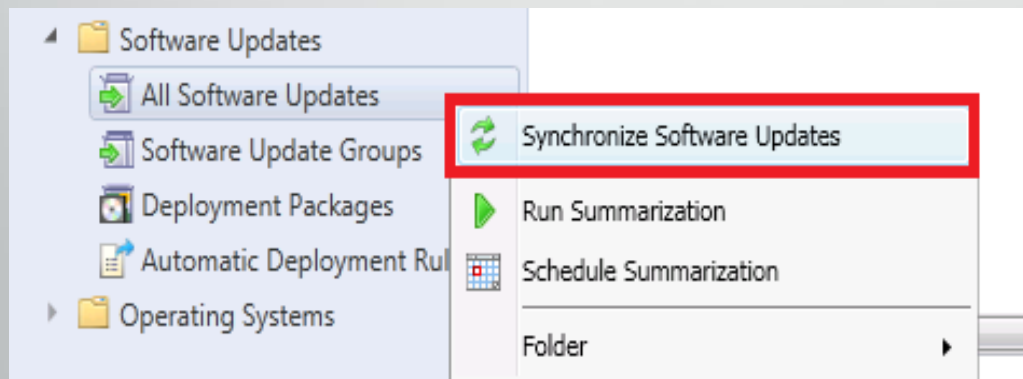 Software Updates
All Software Updates
Synchronize Software Updates
Software Update Groups
Deployment Packages
Run Summarization
Automatic Deployment Rul
Schedule Summarization
Operating Systems
Folder